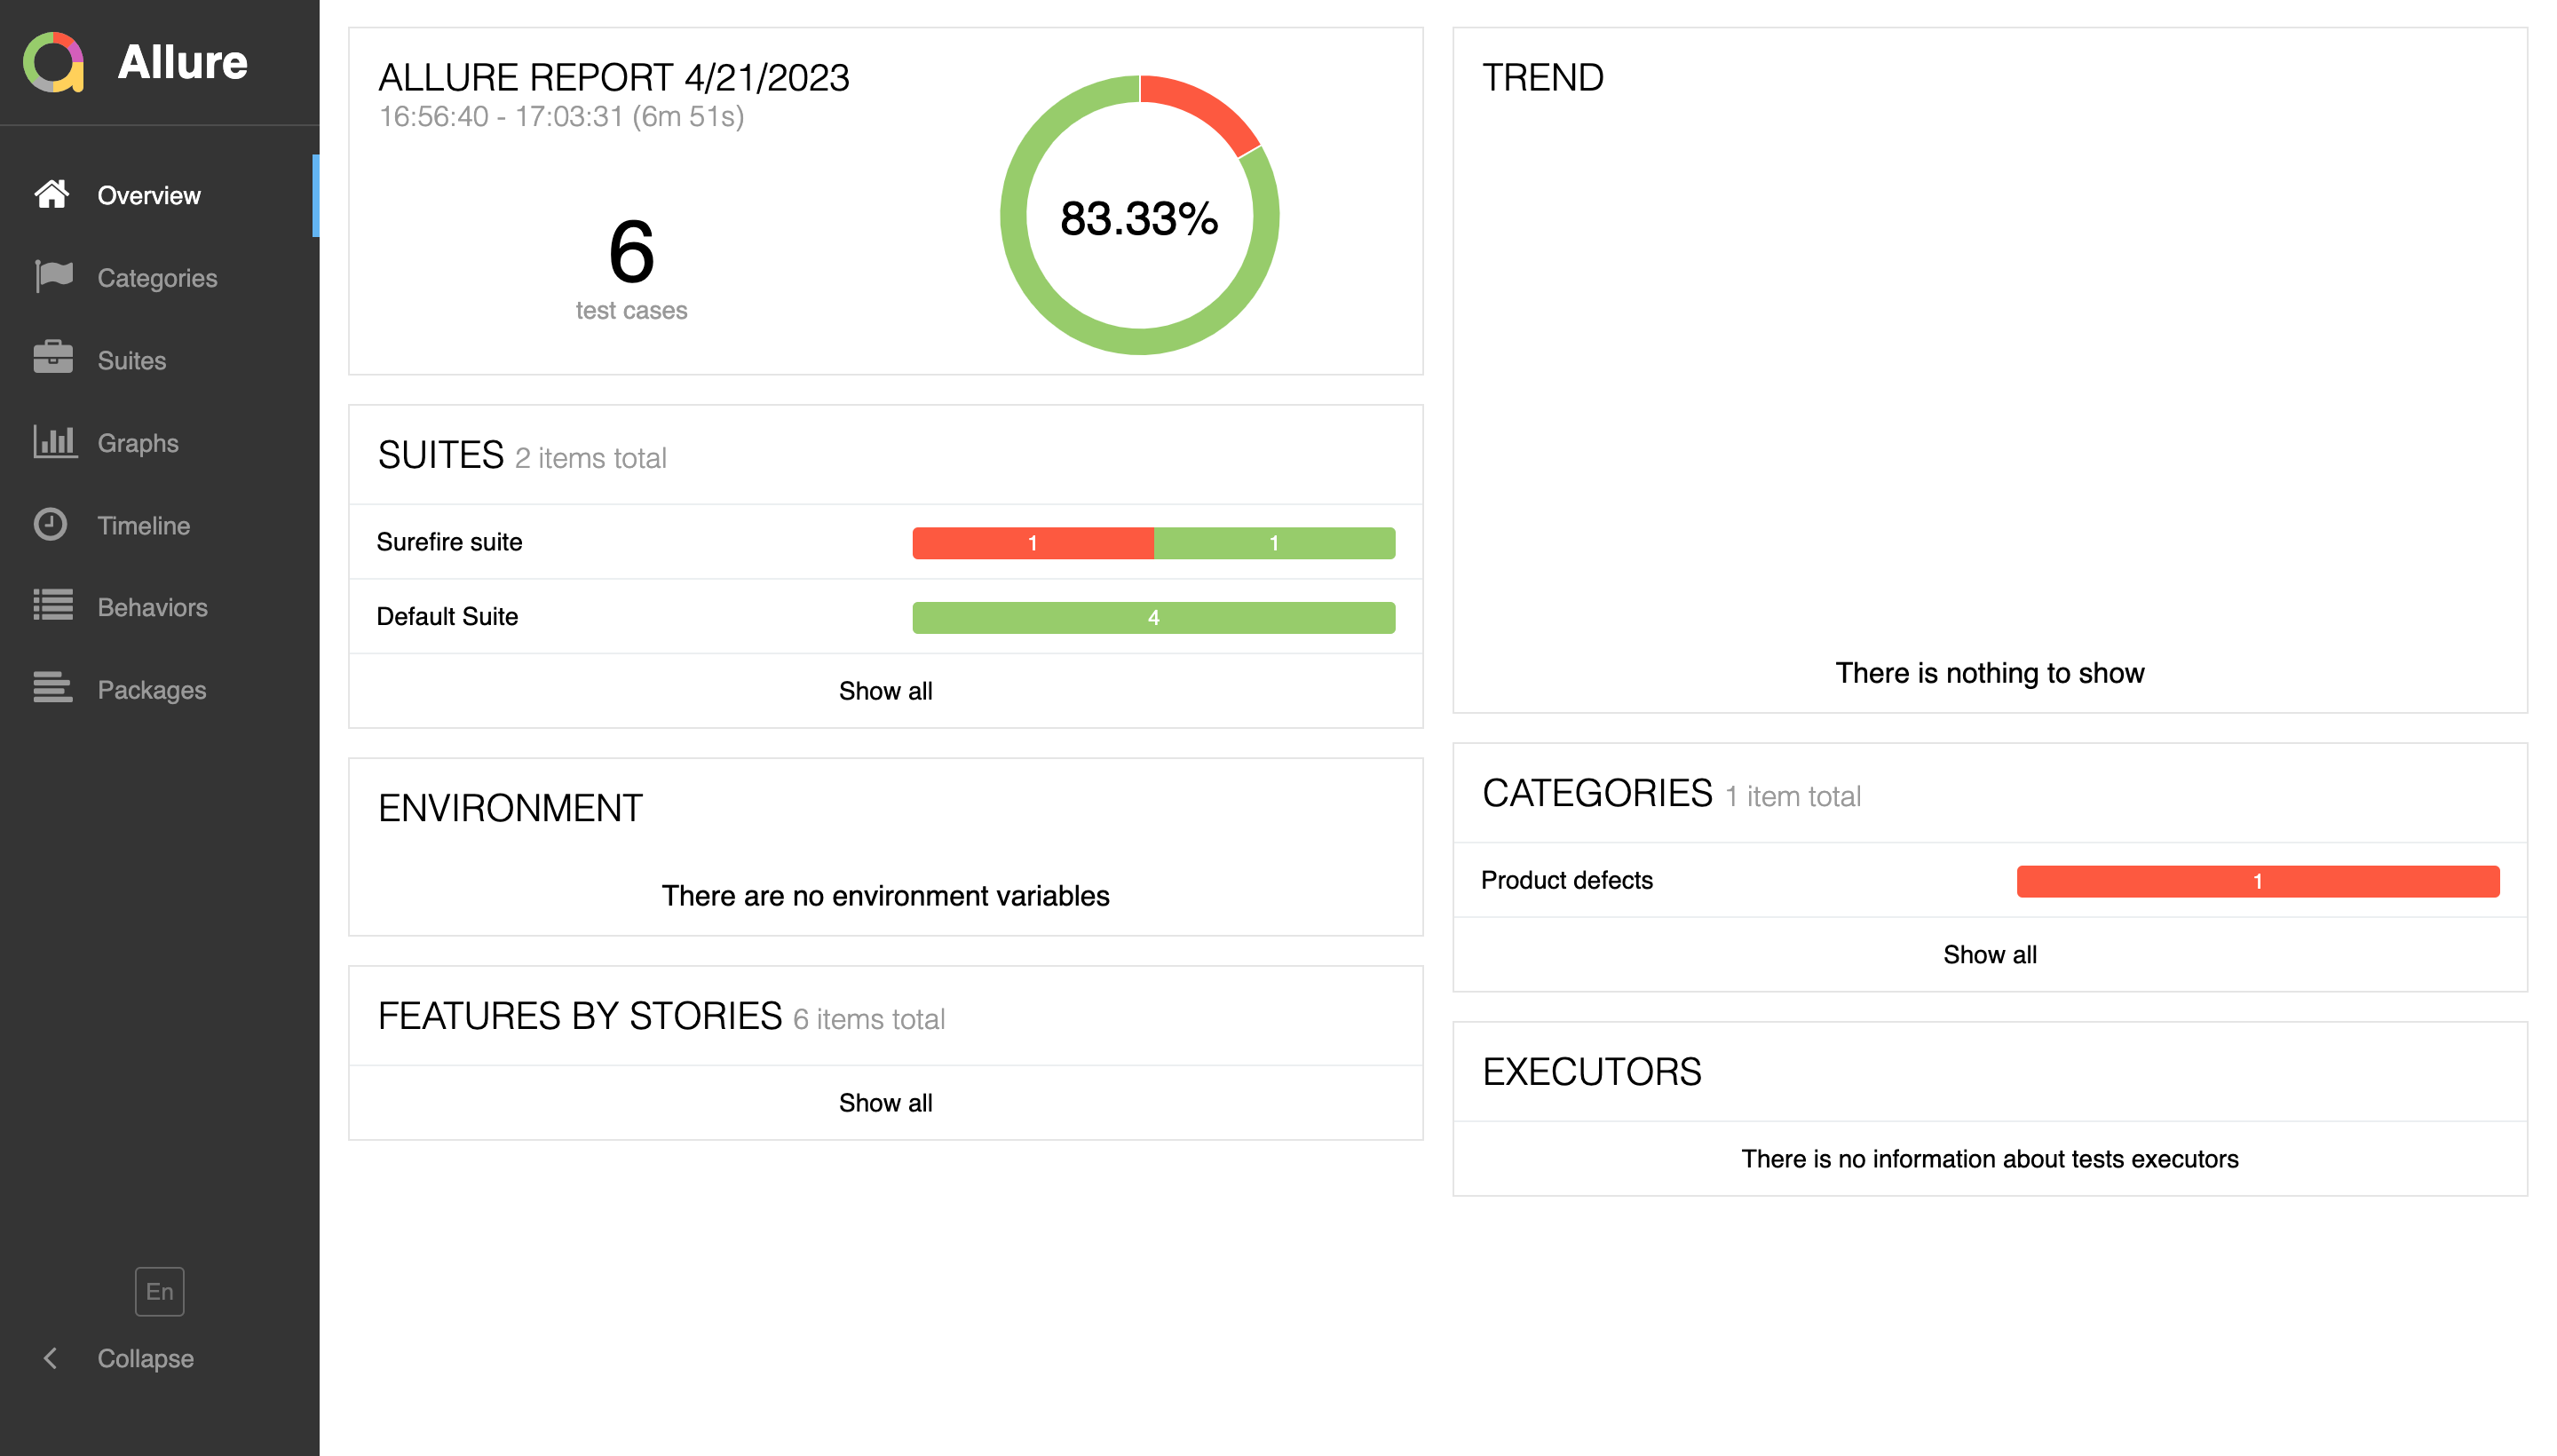 Allure
Overview
Categories
Suites
Graphs
Timeline
Behaviors
Packages
En
Collapse
ALLURE REPORT 4/21/2023
16:56:40 - 17:03:31 (6m 51s)
6
test cases
83.33%
SUITES 2 items total
Surefire suite 1 1
Default Suite 4
Show all
ENVIRONMENT
There are no environment variables
FEATURES BY STORIES 6 items total
Show all
TREND
There is nothing to show
CATEGORIES 1 item total
Product defects 1
Show all
EXECUTORS
There is no information about tests executors